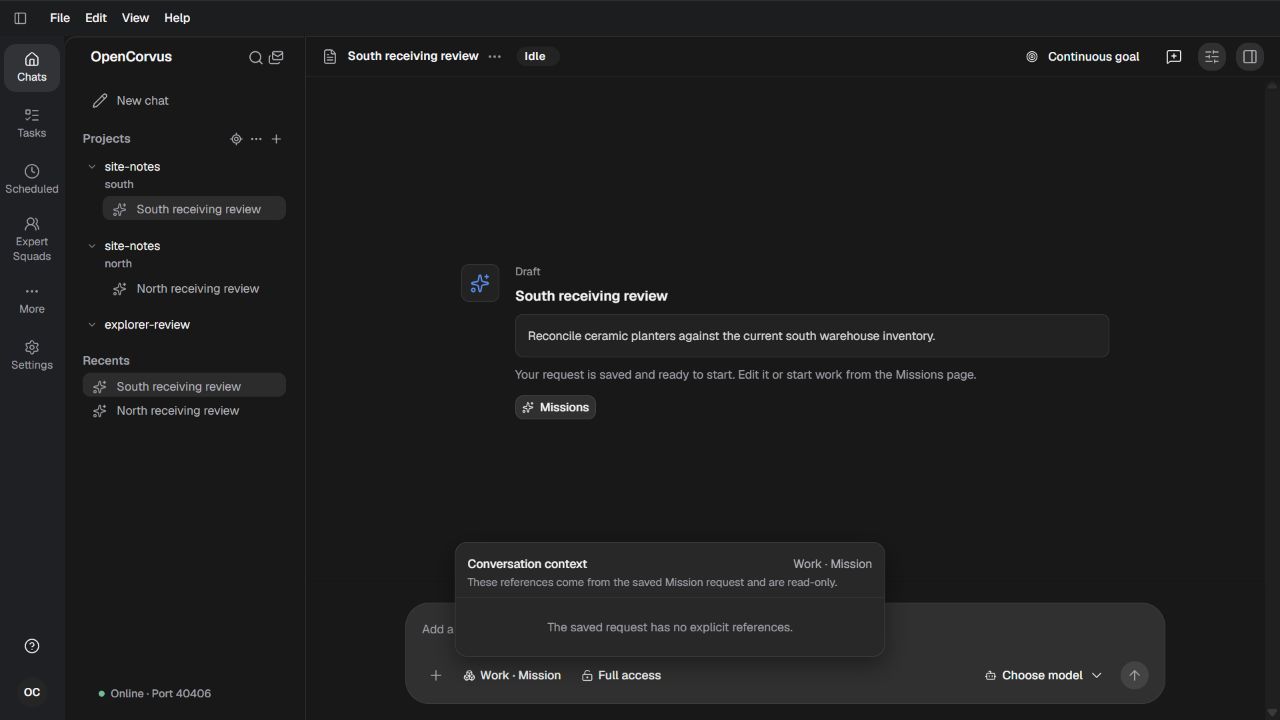 File Edit View Help
OpenCorvus
Chats
Tasks
Scheduled
Expert
Squads
More
Settings
OC
New chat
Projects
site-notes
south
South receiving review
site-notes
north
North receiving review
explorer-review
Recents
South receiving review
North receiving review
Online · Port 40406
South receiving review
Idle
Continuous goal
Draft
South receiving review
Reconcile ceramic planters against the current south warehouse inventory.
Your request is saved and ready to start. Edit it or start work from the Missions page.
Missions
Conversation context
Work · Mission
These references come from the saved Mission request and are read-only.
The saved request has no explicit references.
Add a
Work · Mission
Full access
Choose model